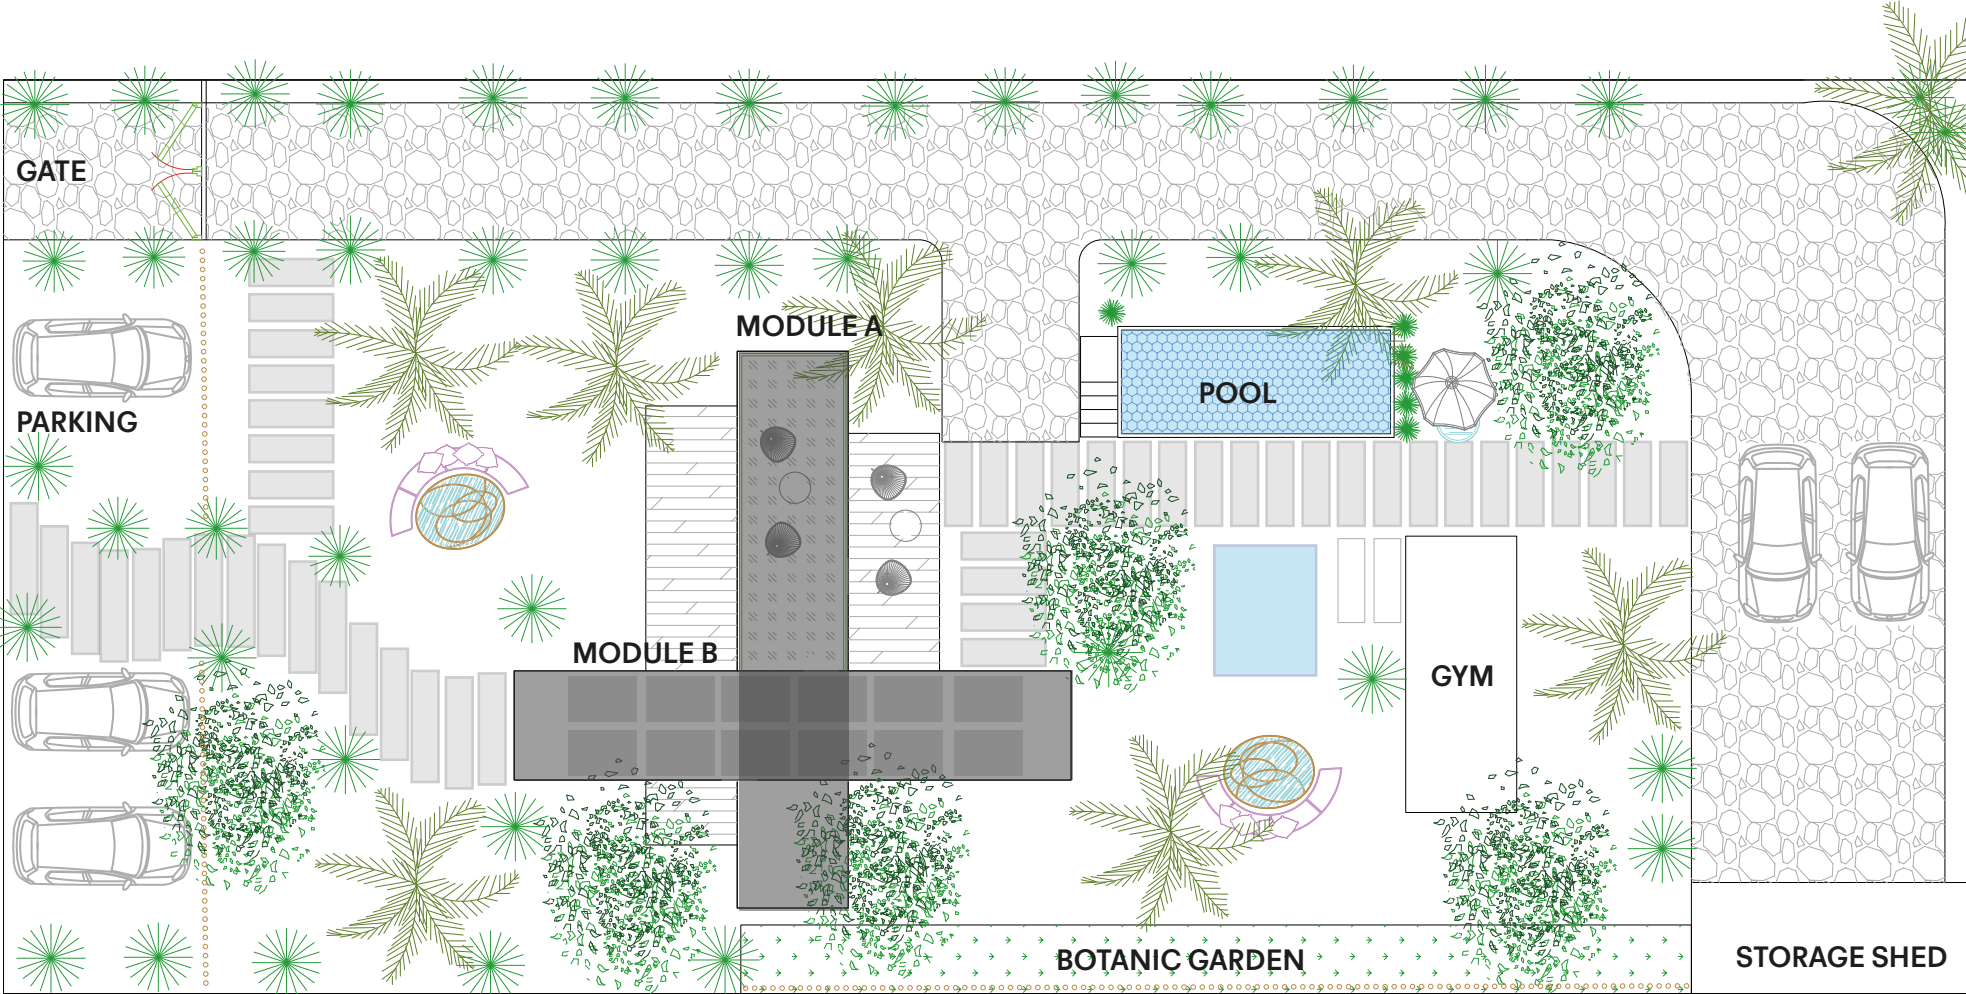 GATE
MODULE A
POOL
PARKING
MODULE B
GYM
BOTANIC GARDEN
STORAGE SHED